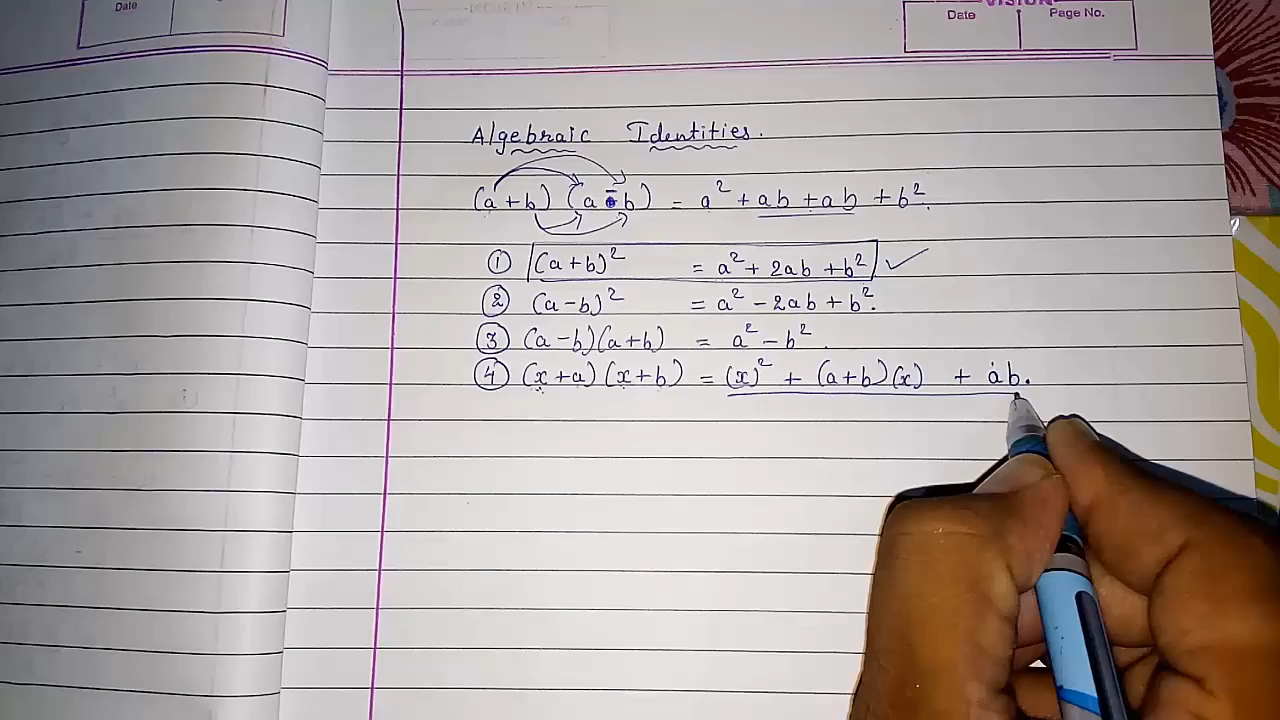 Date
VISION
Date Page No.
Algebraic Identities.
(a+b) (a b) = a² + ab + ab + b².
① (a+b)² = a² + 2ab + b² ✓
② (a-b)² = a² - 2ab + b².
③ (a-b)(a+b) = a² - b².
④ (x+a)(x+b) = (x)² + (a+b)(x) + ab.